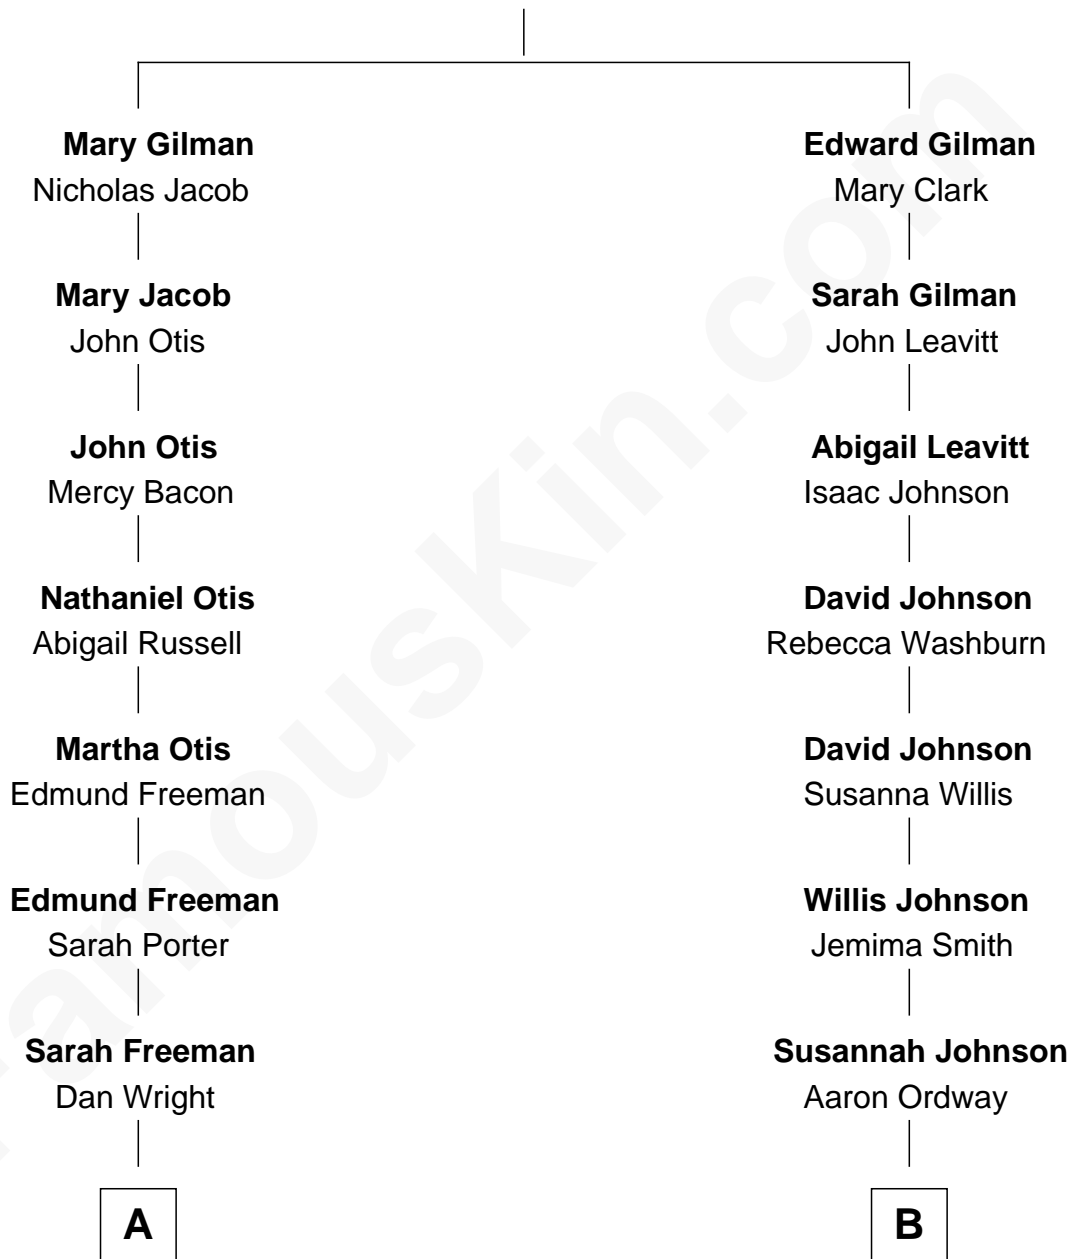 Mary Gilman
Nicholas Jacob
Mary Jacob
John Otis
John Otis
Mercy Bacon
Nathaniel Otis
Abigail Russell
Martha Otis
Edmund Freeman
Edmund Freeman
Sarah Porter
Sarah Freeman
Dan Wright
A
Edward Gilman
Mary Clark
Sarah Gilman
John Leavitt
Abigail Leavitt
Isaac Johnson
David Johnson
Rebecca Washburn
David Johnson
Susanna Willis
Willis Johnson
Jemima Smith
Susannah Johnson
Aaron Ordway
B
FamousKin.com